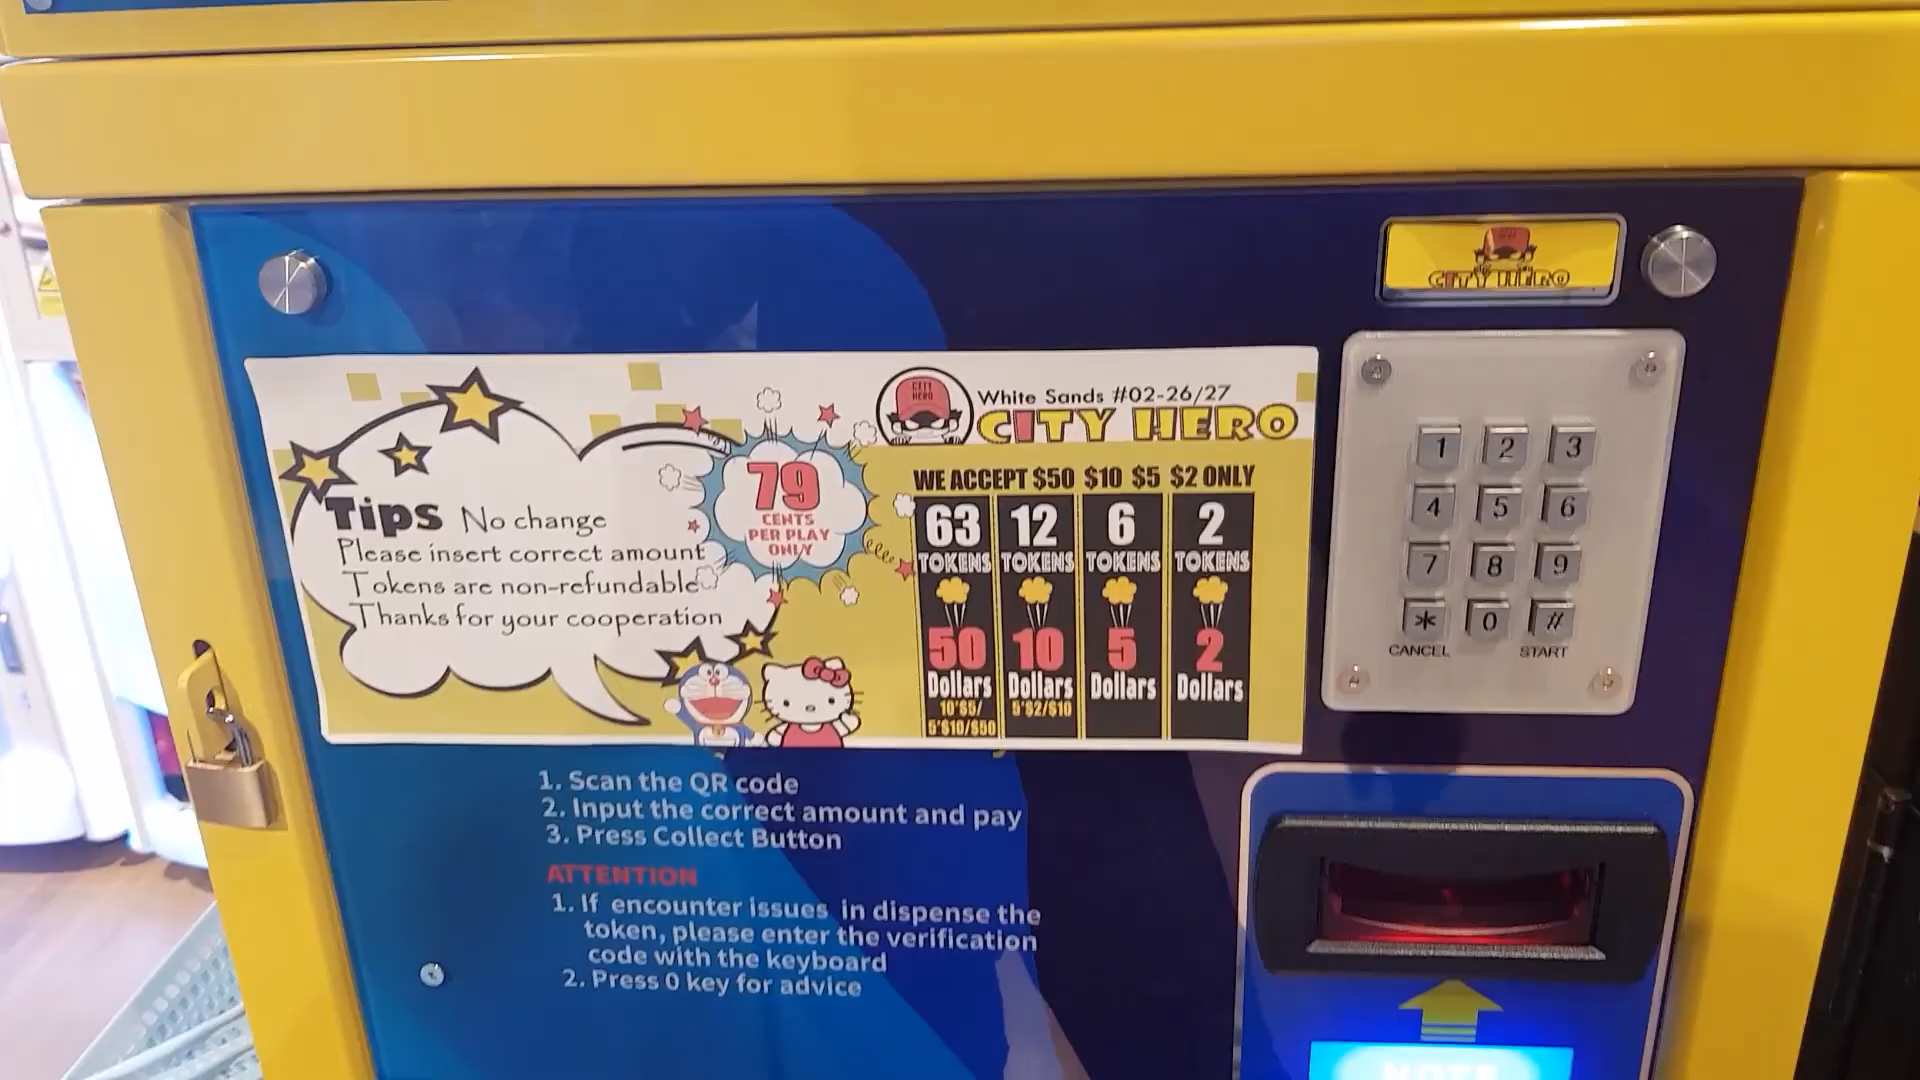 CITY HERO
White Sands #02-26/27
CITY HERO
CITY HERO
Tips No change
Please insert correct amount
Tokens are non-refundable
Thanks for your cooperation
79
CENTS
PER PLAY
ONLY
WE ACCEPT $50 $10 $5 $2 ONLY
63 12 6 2
TOKENS TOKENS TOKENS TOKENS
50 10 5 2
Dollars Dollars Dollars Dollars
10'$5/ 5'$2/$10
5'$10/$50
1 2 3
4 5 6
7 8 9
* 0 #
CANCEL START
1. Scan the QR code
2. Input the correct amount and pay
3. Press Collect Button
ATTENTION
1. If encounter issues in dispense the
token, please enter the verification
code with the keyboard
2. Press 0 key for advice
NOTE